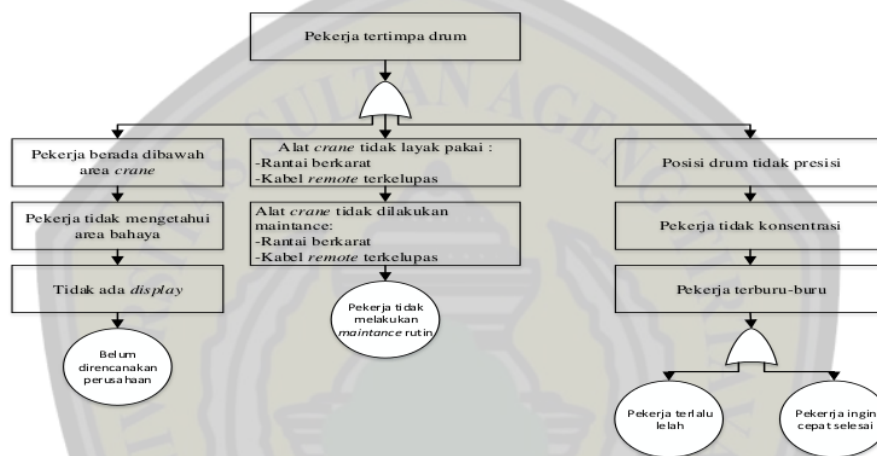 Pekerja tertimpa drum
Pekerja berada dibawah
area crane
Alat crane tidak layak pakai :
-Rantai berkarat
-Kabel remote terkelupas
Posisi drum tidak presisi
Pekerja tidak mengetahui
area bahaya
Alat crane tidak dilakukan
maintance:
-Rantai berkarat
-Kabel remote terkelupas
Pekerja tidak konsentrasi
Tidak ada display
Pekerja terburu-buru
Belum
direncanakan
perusahaan
Pekerja tidak
melakukan
maintance rutin
Pekerja terlalu
lelah
Pekerrja ingin
cepat selesai
SULTAN AGENG